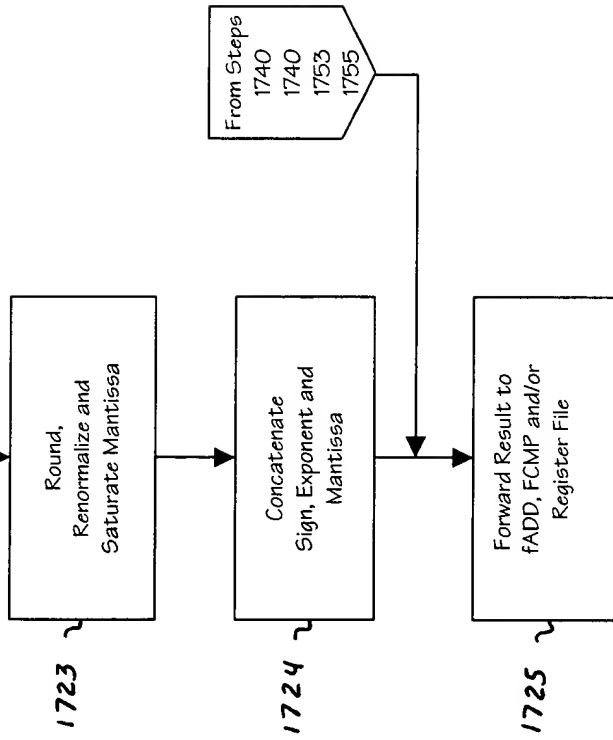 Round,
Renormalize and
Saturate Mantissa
1723
Concatenate
Sign, Exponent and
Mantissa
1724
From Steps
1740
1740
1753
1755
Forward Result to
fADD, FCMP and/or
Register File
1725